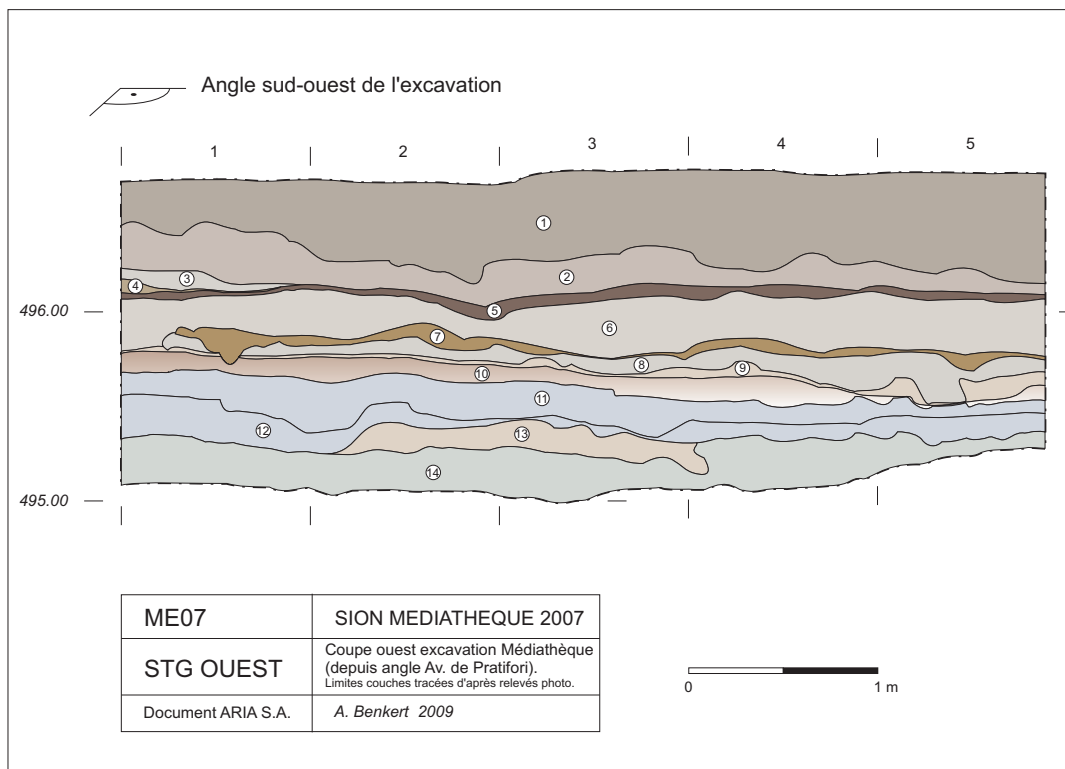 Angle sud-ouest de l'excavation
1 2 3 4 5
1
2
3
4
496.00
5
6
7
8
9
10
11
12
13
14
495.00
ME07 SION MEDIATHEQUE 2007
STG OUEST
Coupe ouest excavation Médiathèque
(depuis angle Av. de Pratifori).
Limites couches tracées d'après relevés photo.
Document ARIA S.A. A. Benkert 2009
0 1 m